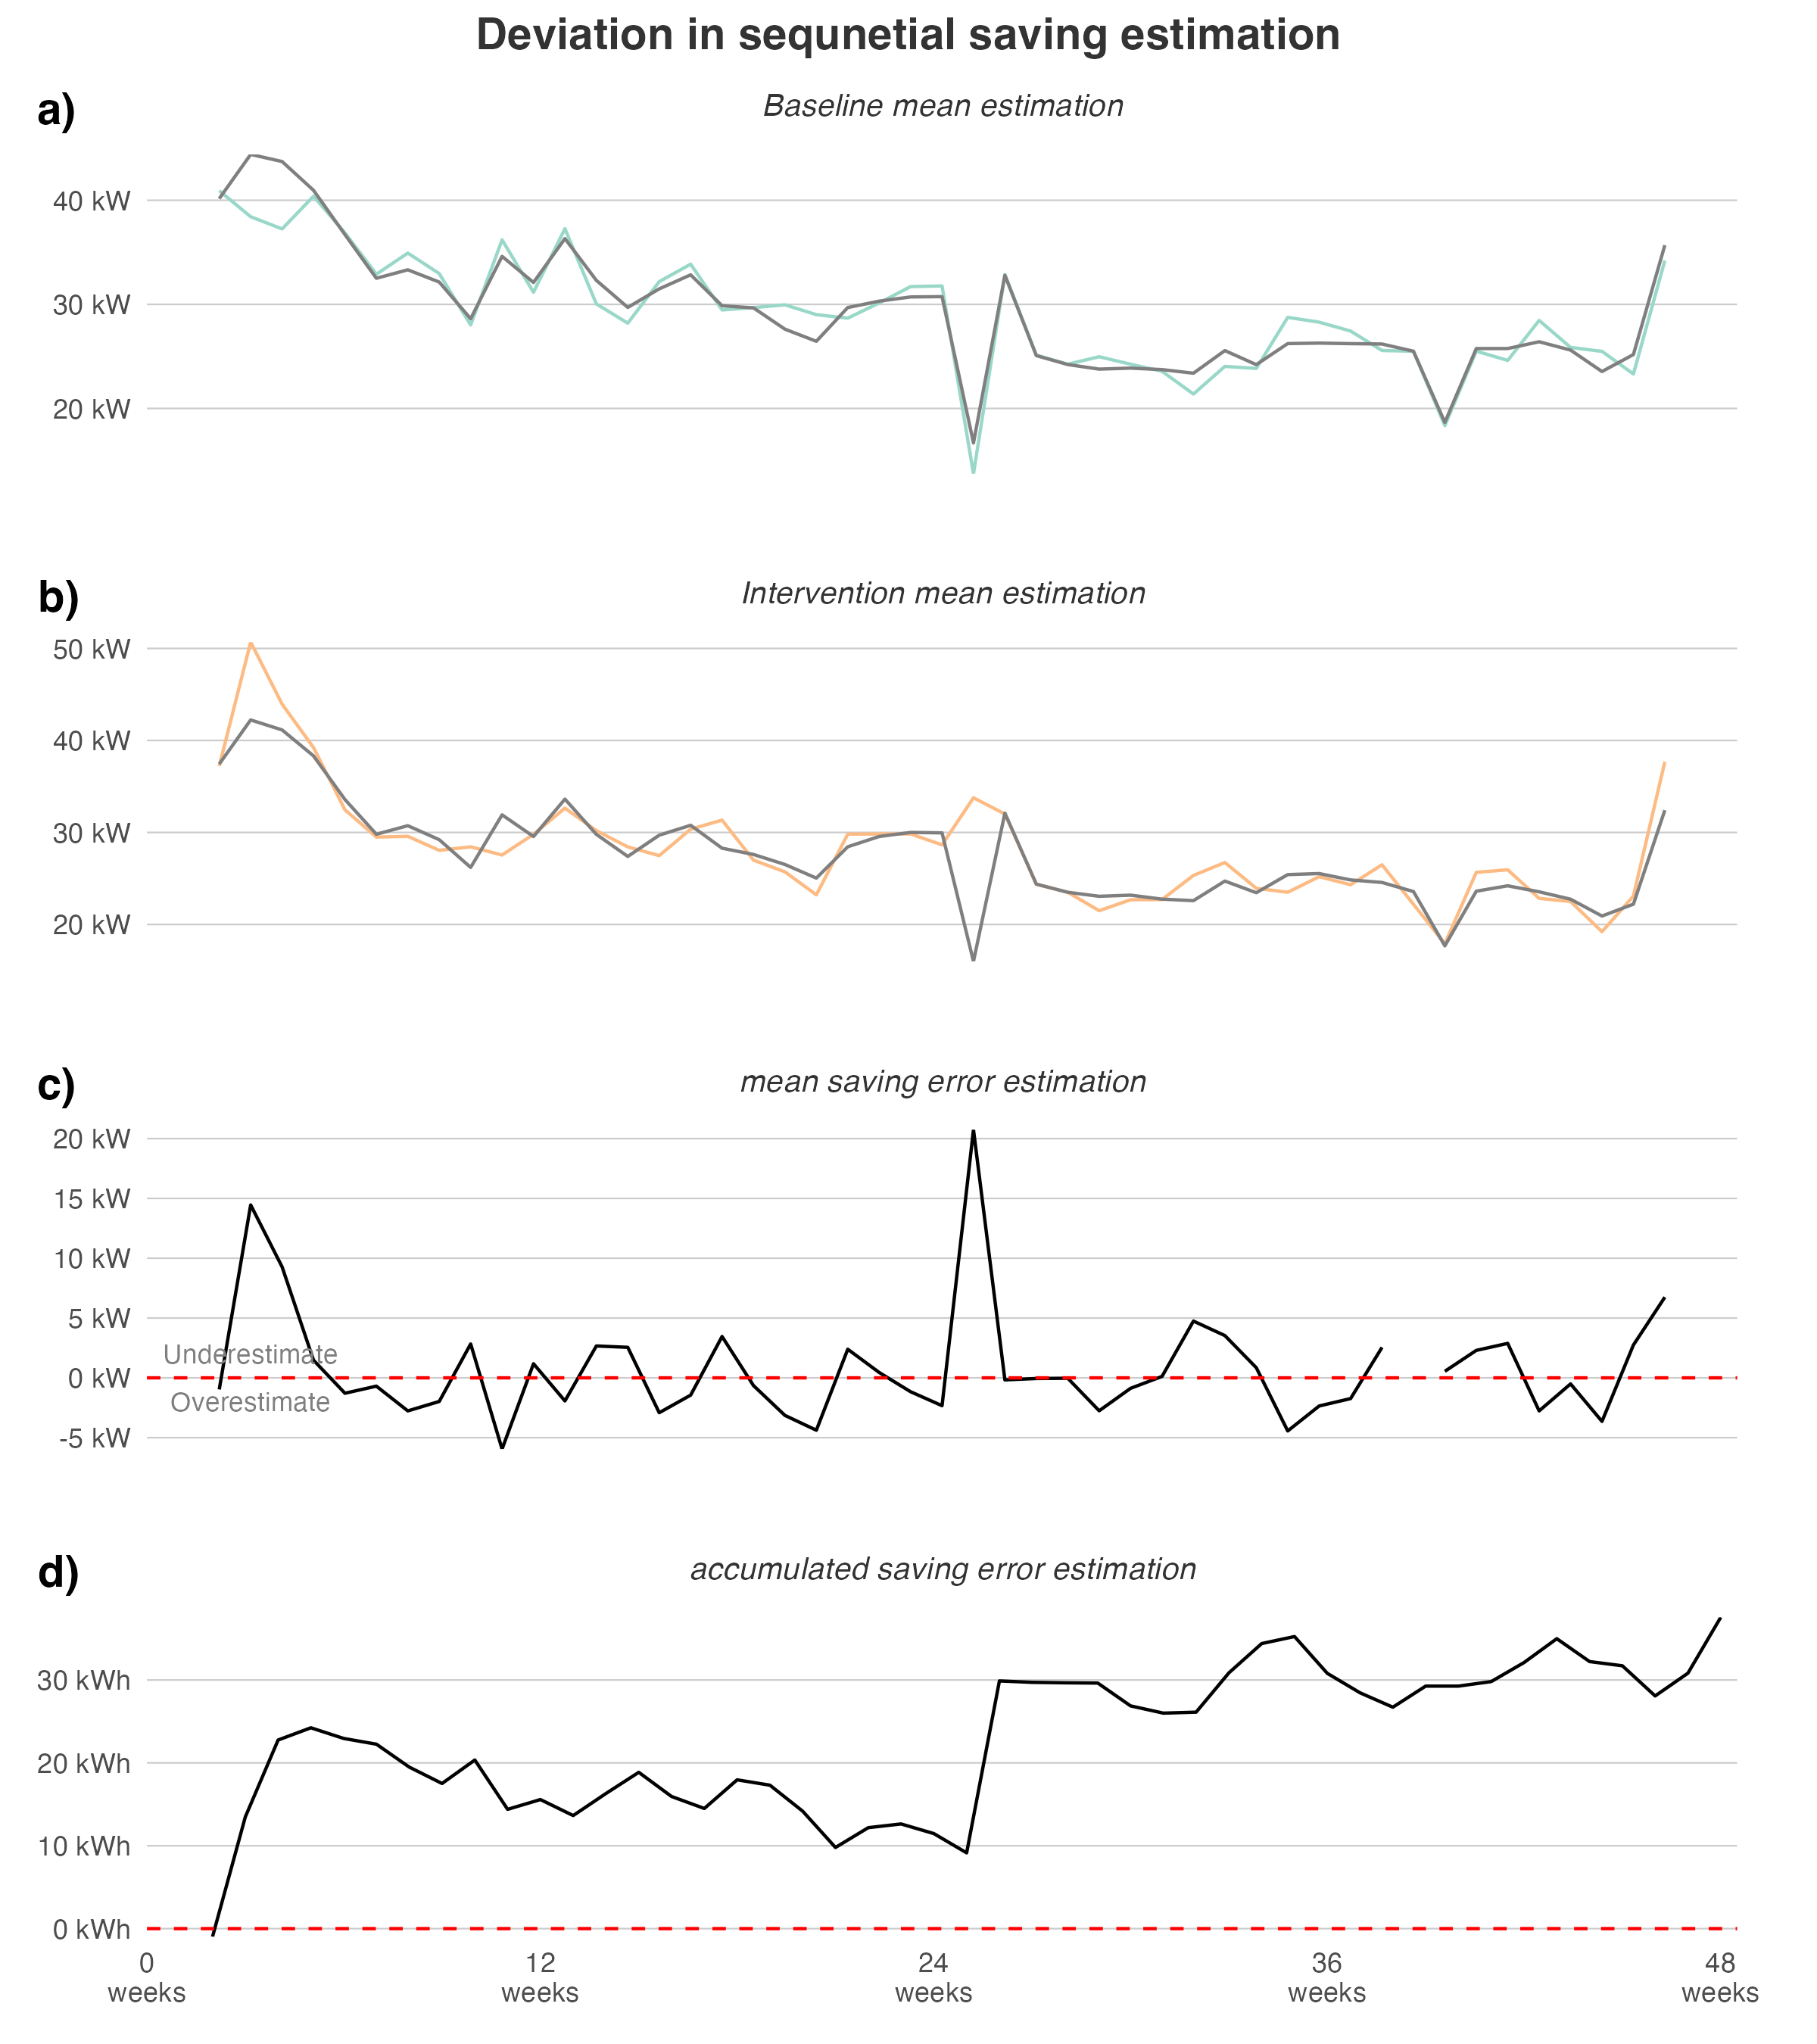 Deviation in sequnetial saving estimation
a)
Baseline mean estimation
40 kW
30 kW
20 kW
b)
Intervention mean estimation
50 kW
40 kW
30 kW
20 kW
c)
mean saving error estimation
20 kW
15 kW
10 kW
5 kW
Underestimate
0 kW
Overestimate
-5 kW
d)
accumulated saving error estimation
30 kWh
20 kWh
10 kWh
0 kWh
0 12 24 36 48
weeks weeks weeks weeks weeks